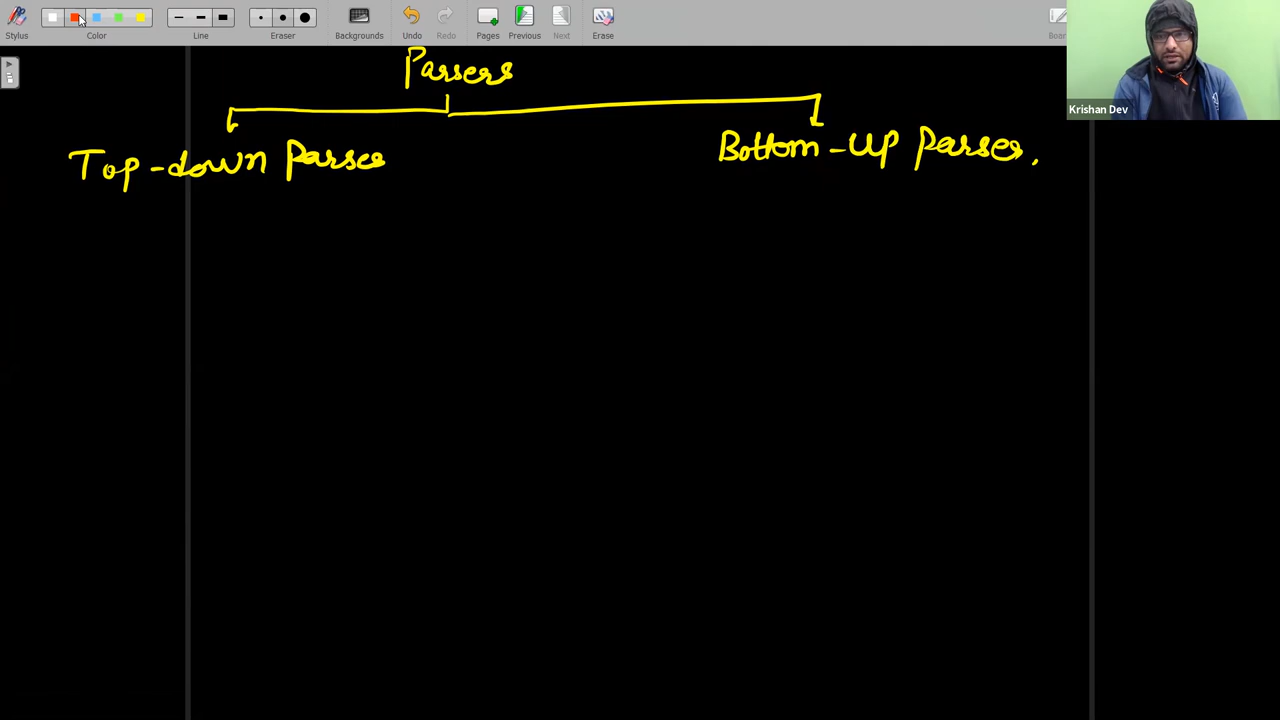 Stylus
Color
Line
Eraser
Backgrounds
Undo
Redo
Pages
Previous
Next
Erase
Boar
Krishan Dev
Parsers
Top-down Parser
Bottom-up Parser.